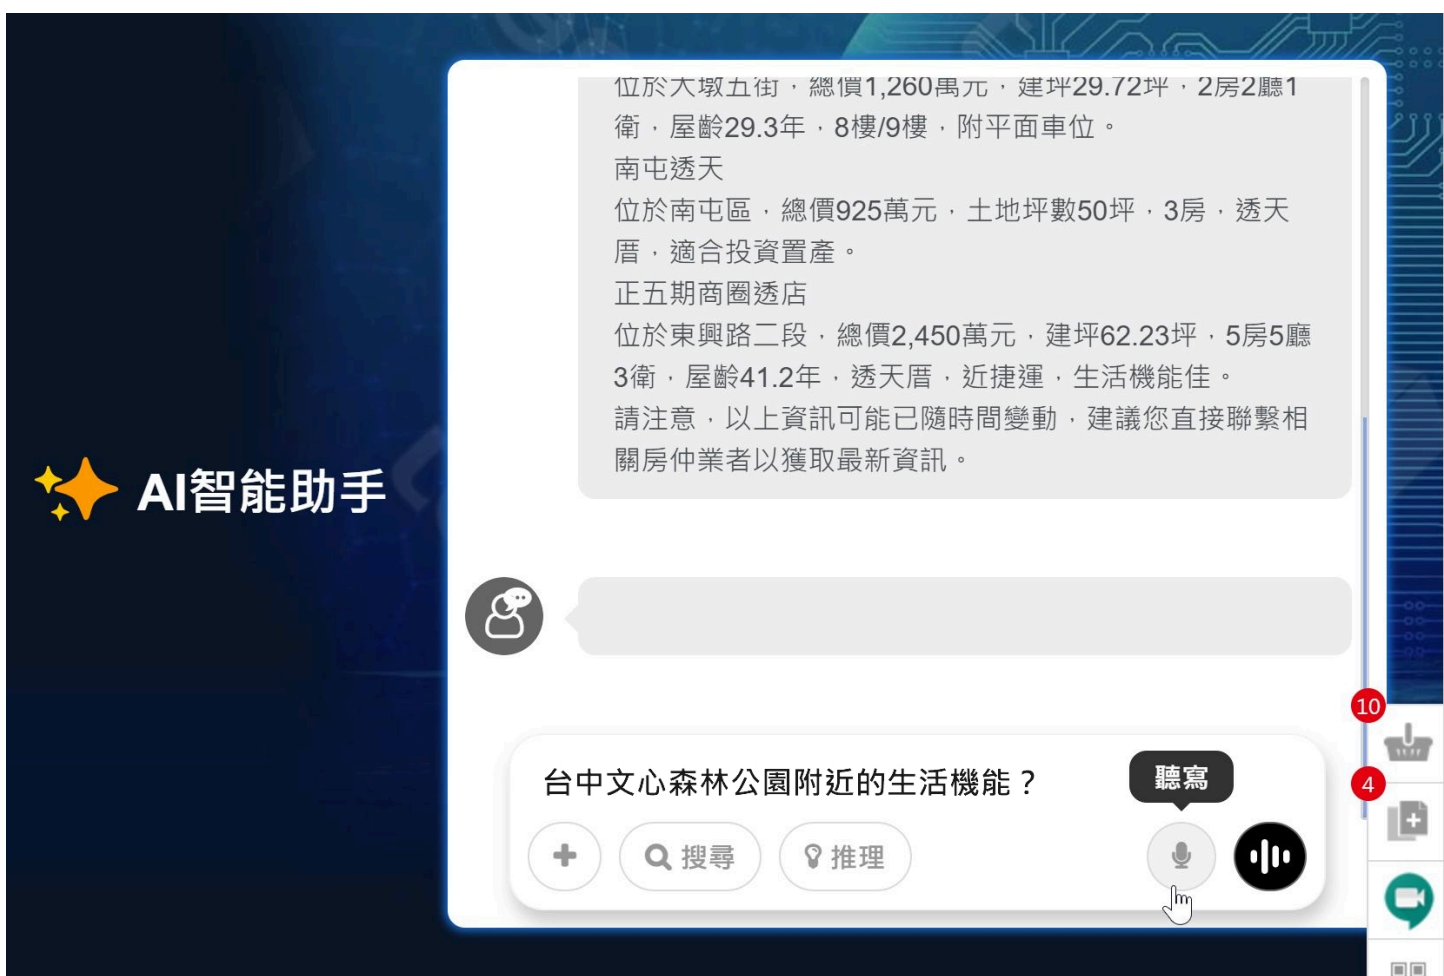 位於大墩五街，總價1,260萬元，建坪29.72坪，2房2廳1
衛，屋齡29.3年，8樓/9樓，附平面車位。
南屯透天
位於南屯區，總價925萬元，土地坪數50坪，3房，透天
厝，適合投資置產。
正五期商圈透店
位於東興路二段，總價2,450萬元，建坪62.23坪，5房5廳
3衛，屋齡41.2年，透天厝，近捷運，生活機能佳。
請注意，以上資訊可能已隨時間變動，建議您直接聯繫相
關房仲業者以獲取最新資訊。
AI智能助手
10
台中文心森林公園附近的生活機能？
聽寫
4
搜尋
推理